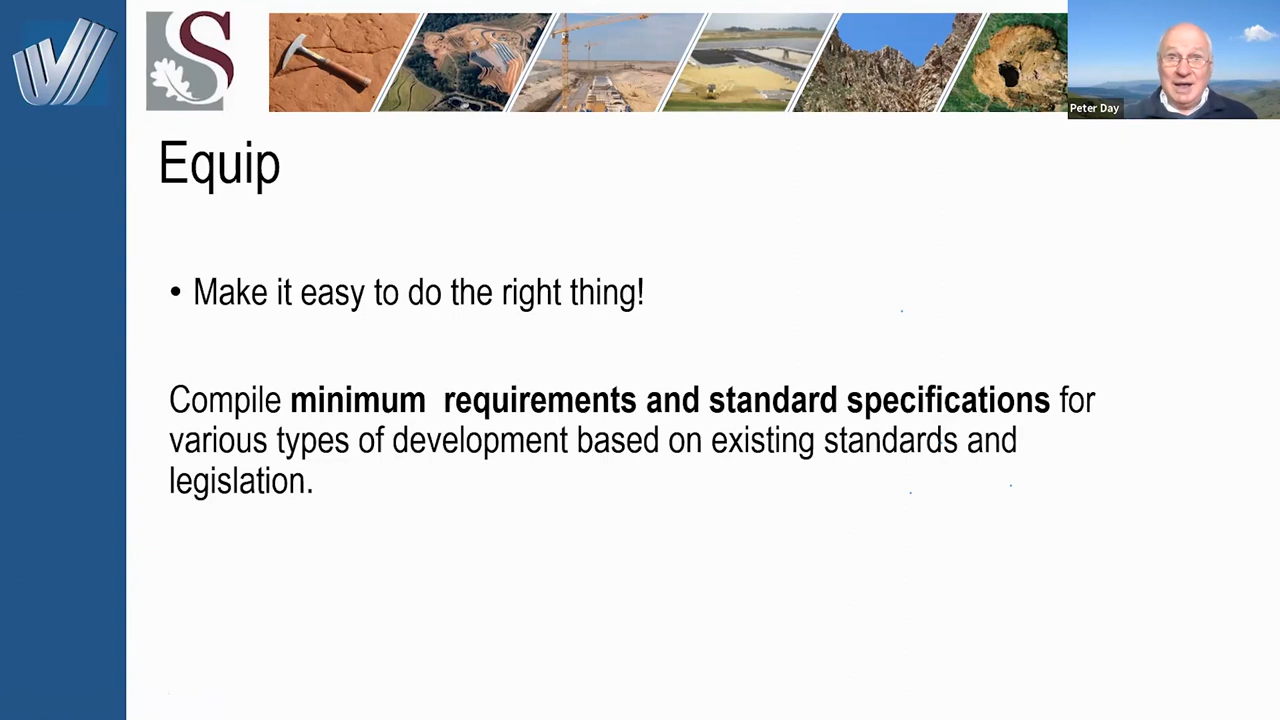 S
Peter Day
Equip
• Make it easy to do the right thing!
Compile minimum requirements and standard specifications for
various types of development based on existing standards and
legislation.